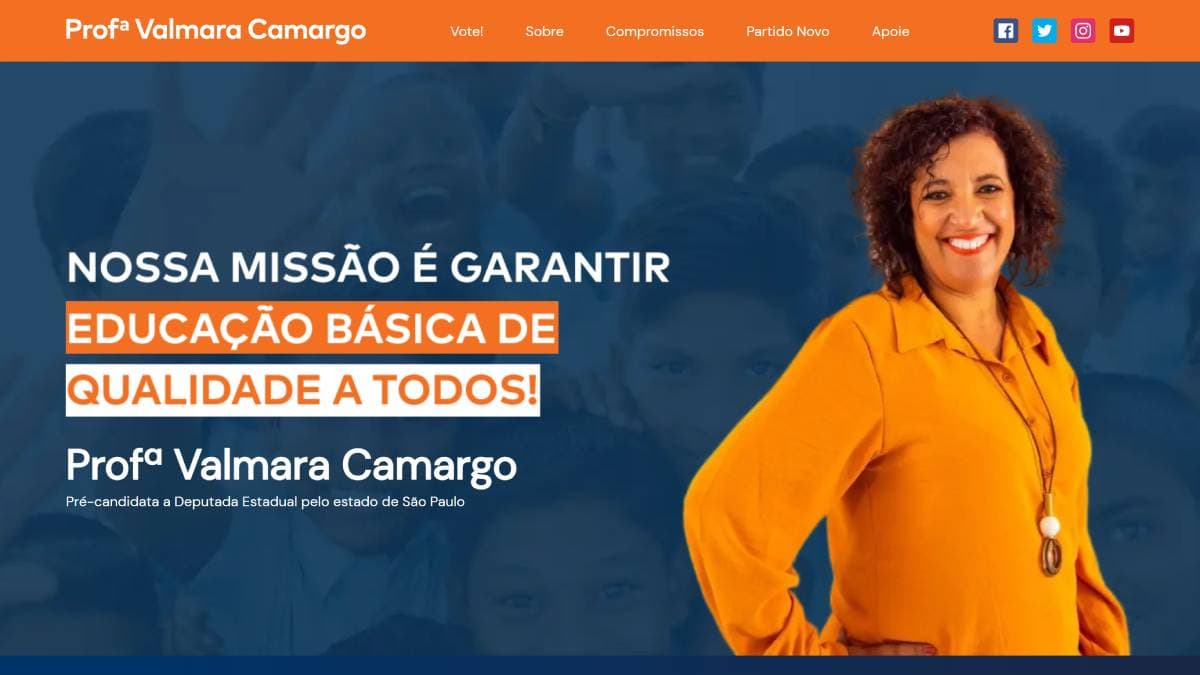 Profª Valmara Camargo
Vote!
Sobre
Compromissos
Partido Novo
Apoie
NOSSA MISSÃO É GARANTIR
EDUCAÇÃO BÁSICA DE
QUALIDADE A TODOS!
Profª Valmara Camargo
Pré-candidata a Deputada Estadual pelo estado de São Paulo